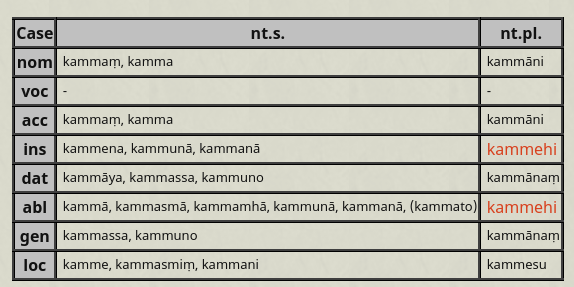 Case nt.s. nt.pl.
nom kammaṃ, kamma kammāni
voc - -
acc kammaṃ, kamma kammāni
ins kammena, kammunā, kammanā kammehi
dat kammāya, kammassa, kammuno kammānaṃ
abl kammā, kammasmā, kammamhā, kammunā, kammanā, (kammato) kammehi
gen kammassa, kammuno kammānaṃ
loc kamme, kammasmiṃ, kammani kammesu